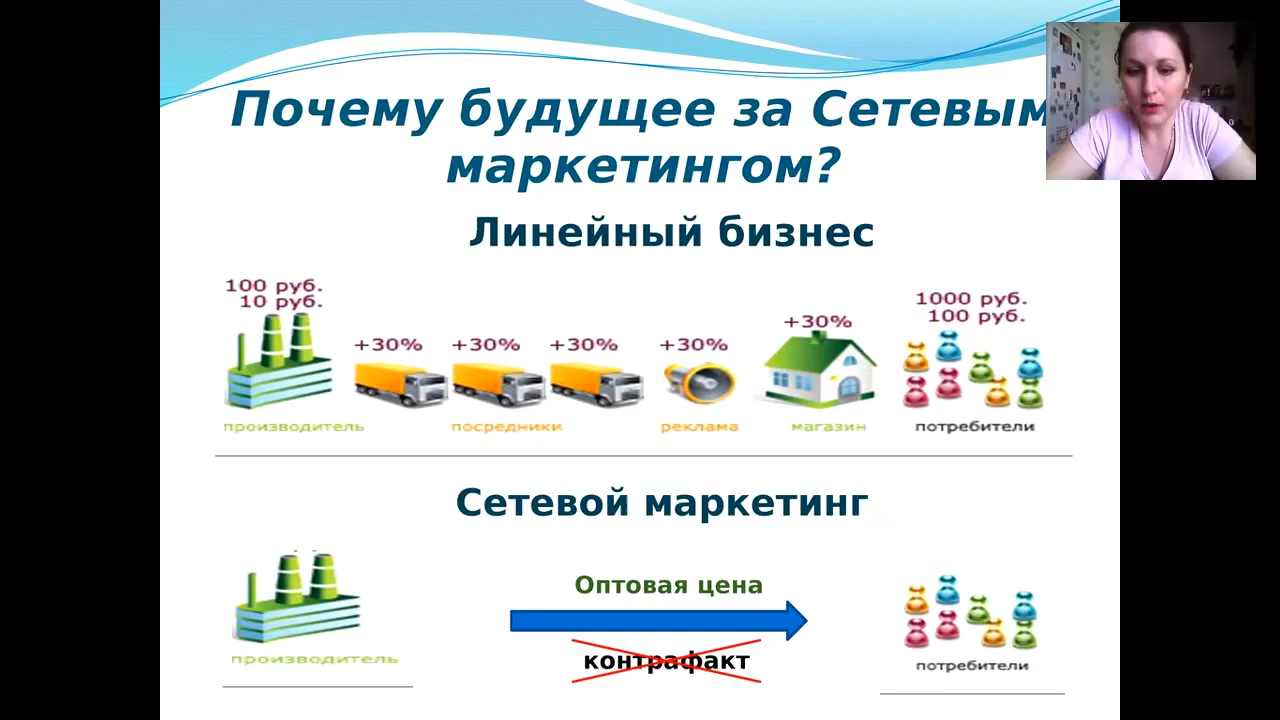 Почему будущее за Сетевым
маркетингом?
Линейный бизнес
100 руб.
10 руб.
+30%
+30%
+30%
+30%
+30%
1000 руб.
100 руб.
производитель
посредники
реклама
магазин
потребители
Сетевой маркетинг
Оптовая цена
контрафакт
производитель
потребители